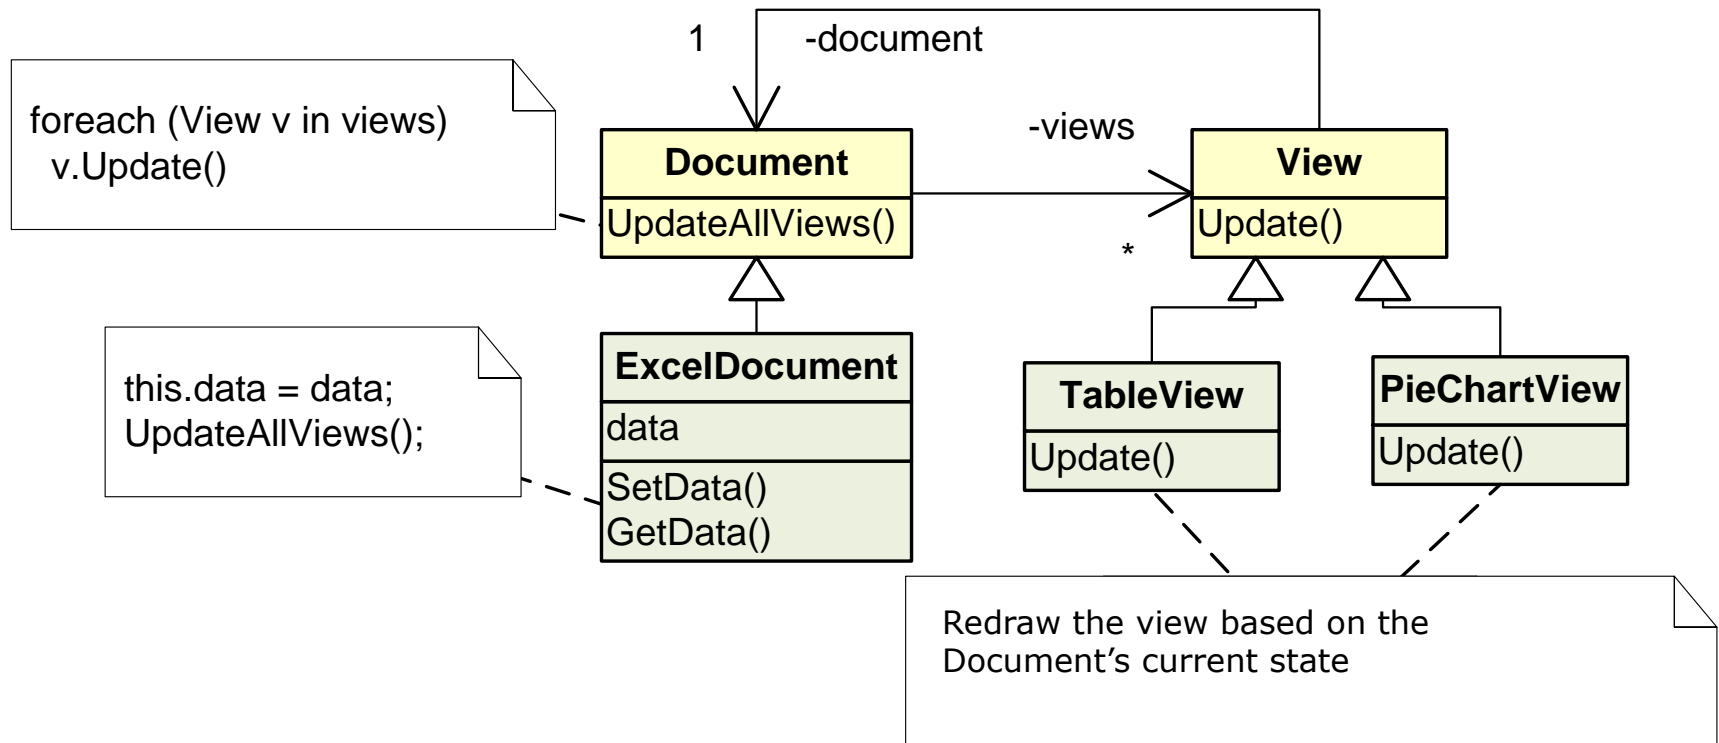 1
-document
foreach (View v in views)
v.Update()
-views
Document
View
UpdateAllViews()
Update()
*
this.data = data;
UpdateAllViews();
ExcelDocument
data
SetData()
GetData()
TableView
Update()
PieChartView
Update()
Redraw the view based on the
Document’s current state